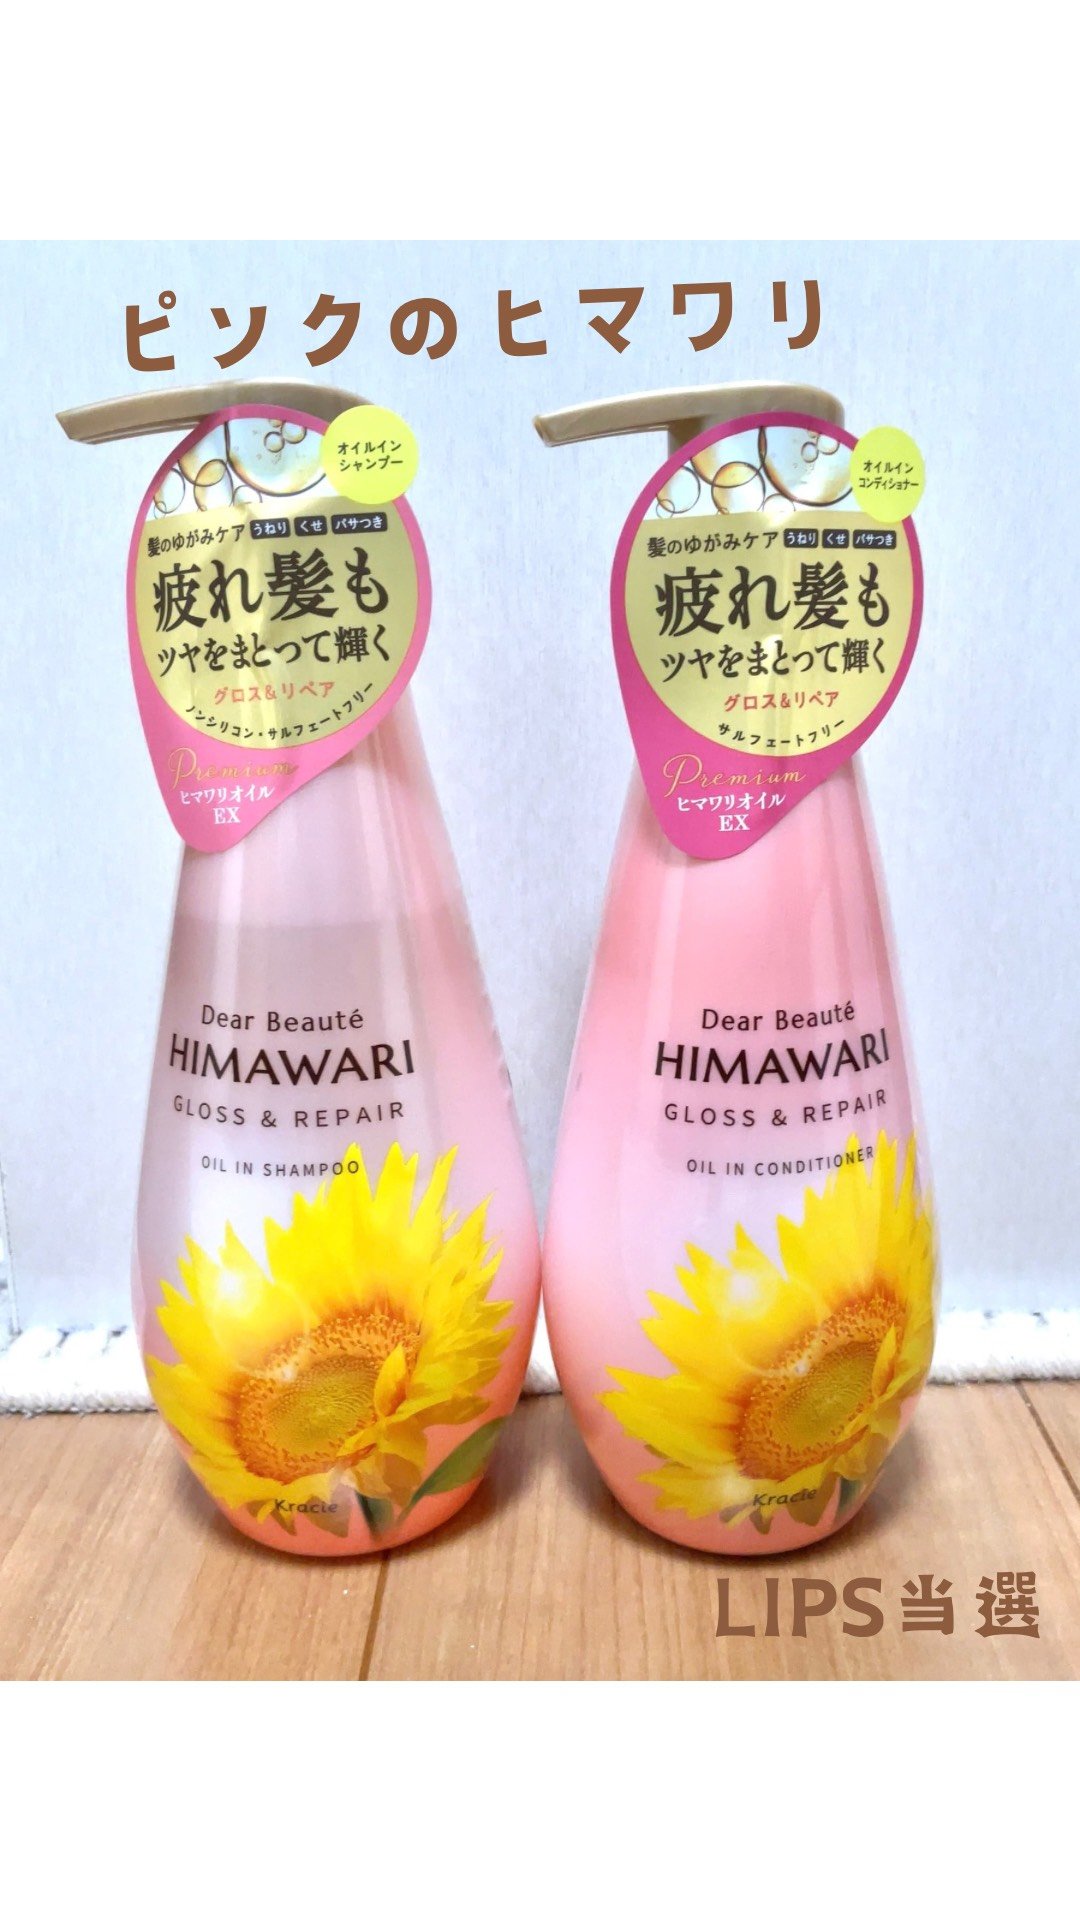 ピンクのヒマワリ
オイルイン
シャンプー
髪のゆがみケア うねり くせ パサつき
疲れ髪も
ツヤをまとって輝く
グロス&リペア
ノンシリコン・サルフェートフリー
Premium
ヒマワリオイル
EX
Dear Beauté
HIMAWARI
GLOSS & REPAIR
OIL IN SHAMPOO
Kracie
オイルイン
コンディショナー
髪のゆがみケア うねり くせ パサつき
疲れ髪も
ツヤをまとって輝く
グロス&リペア
サルフェートフリー
Premium
ヒマワリオイル
EX
Dear Beauté
HIMAWARI
GLOSS & REPAIR
OIL IN CONDITIONER
Kracie
LIPS当選